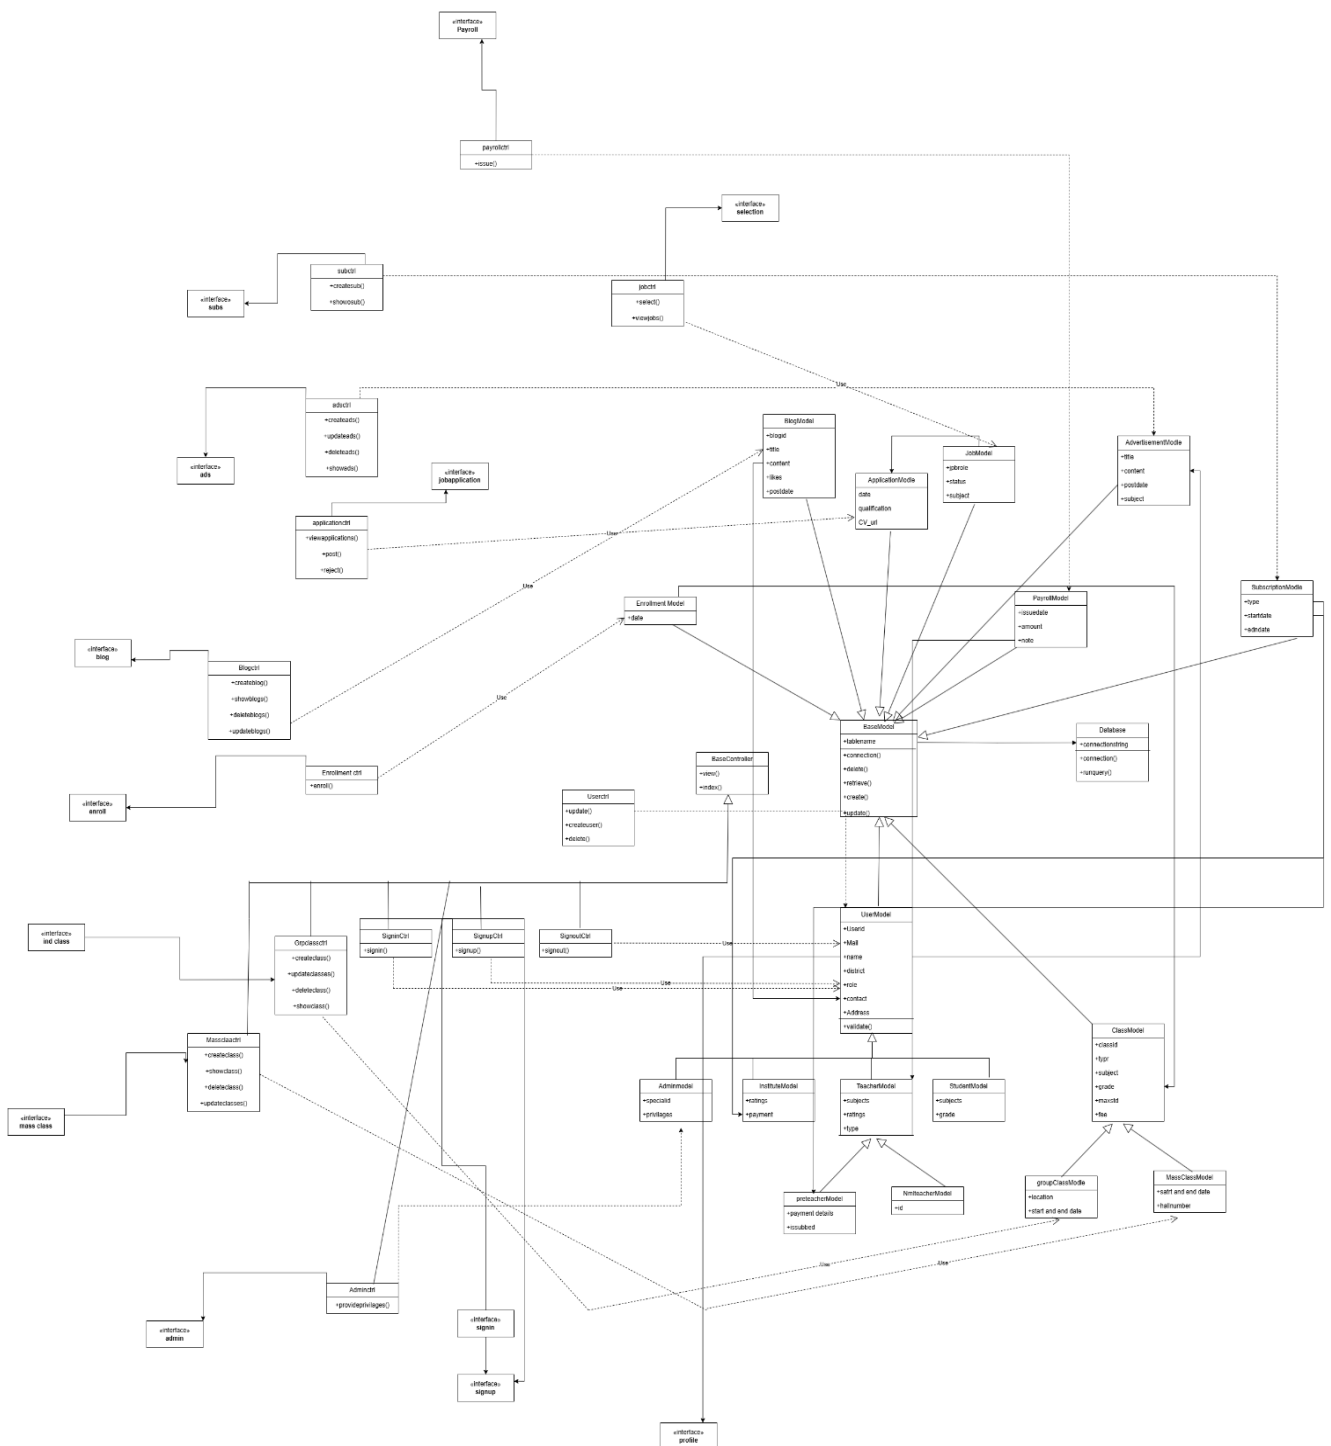 «interface»
Payroll
payrollctrl
+issue()
«interface»
selection
subctrl
+createsub()
+showosub()
«interface»
subs
jobctrl
+select()
+viewjobs()
Use
adsctrl
+createads()
+updateads()
+deleteads()
+showads()
«interface»
ads
«interface»
jobapplication
applicationctrl
+viewapplications()
+post()
+reject()
Use
BlogModel
+blogid
+title
+content
+likes
+postdate
ApplicationModle
date
qualification
CV_url
JobModel
+jobrole
+status
+subject
AdvertisementModle
+title
+content
+postdate
+subject
Use
Enrollment Model
+date
PayrollModel
+issuedate
+amount
+note
SubscriptionModle
+type
+startdate
+edndate
«interface»
blog
Blogctrl
+createblog()
+showblogs()
+deleteblogs()
+updateblogs()
Use
«interface»
enroll
Enrollment ctrl
+enroll()
BaseController
+view()
+index()
Userctrl
+update()
+createuser()
+delete()
BaseModel
+tablename
+connection()
+delete()
+retrieve()
+create()
+update()
Database
+connectionstring
+connection()
+runquery()
«interface»
ind class
Grpclassctrl
+createclass()
+updateclasses()
+deleteclass()
+showclass()
SigninCtrl
+signin()
SignupCtrl
+signup()
SignoutCtrl
+signout()
Use
Use
Use
UserModel
+Userid
+Mail
+name
+district
+role
+contact
+Address
+validate()
«interface»
mass class
Massclaactrl
+createclass()
+showclass()
+deleteclass()
+updateclasses()
Adminmodel
+specialid
+privilages
InstituteModel
+ratings
+payment
TeacherModel
+subjects
+ratings
+type
StudentModel
+subjects
+grade
ClassModel
+classid
+typr
+subject
+grade
+maxstd
+fee
preteacherModel
+payment details
+issubbed
NmlteacherModel
+id
groupClassModle
+location
+start and end date
MassClassModel
+satrt and end date
+hallnumber
Use
Use
Adminctrl
+provideprivilages()
«interface»
admin
«interface»
signin
«interface»
signup
«interface»
profile